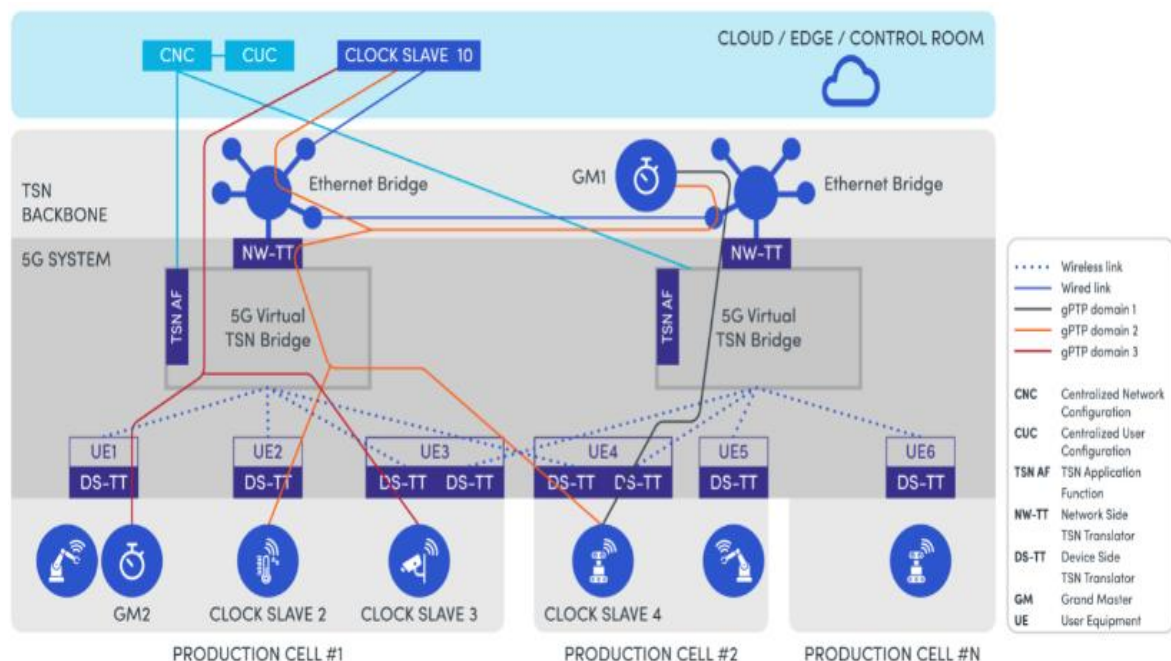 CNC
CUC
CLOCK SLAVE 10
CLOUD / EDGE / CONTROL ROOM
TSN
BACKBONE
Ethernet Bridge
GM1
Ethernet Bridge
5G SYSTEM
NW-TT
NW-TT
TSN AF
5G Virtual
TSN Bridge
TSN AF
5G Virtual
TSN Bridge
UE1
DS-TT
UE2
DS-TT
UE3
DS-TT DS-TT
UE4
DS-TT DS-TT
UE5
DS-TT
UE6
DS-TT
GM2
CLOCK SLAVE 2
CLOCK SLAVE 3
CLOCK SLAVE 4
PRODUCTION CELL #1
PRODUCTION CELL #2
PRODUCTION CELL #N
Wireless link
Wired link
gPTP domain 1
gPTP domain 2
gPTP domain 3
CNC Centralized Network
Configuration
CUC Centralized User
Configuration
TSN AF TSN Application
Function
NW-TT Network Side
TSN Translator
DS-TT Device Side
TSN Translator
GM Grand Master
UE User Equipment